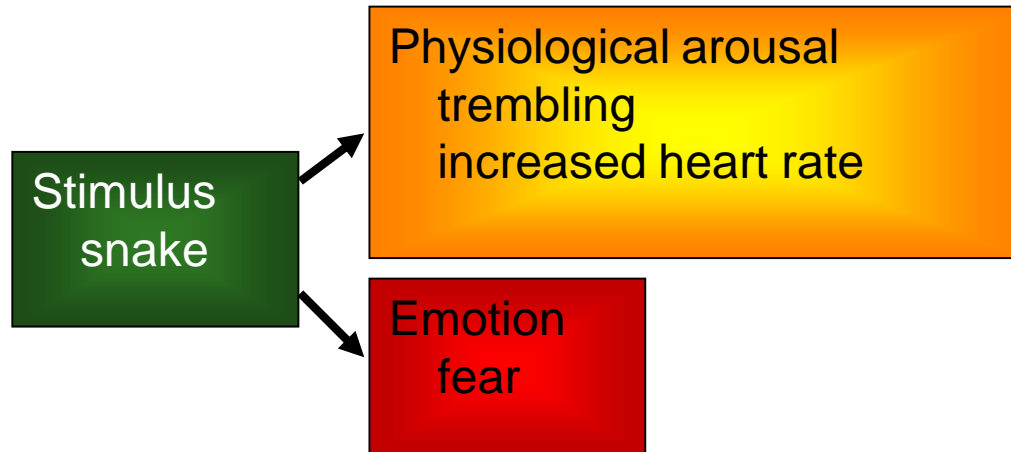 Physiological arousal
trembling
increased heart rate
Stimulus
snake
Emotion
fear